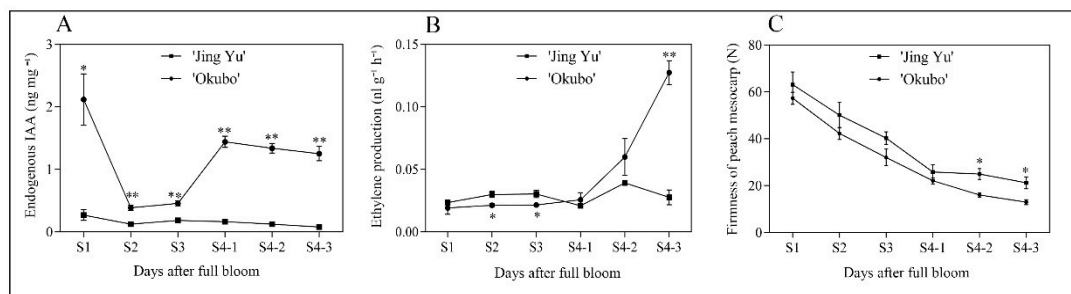 A
Endogenous IAA (ng mg⁻¹)
3
2
1
0
'Jing Yu'
'Okubo'
*
**
**
**
**
**
S1 S2 S3 S4-1 S4-2 S4-3
Days after full bloom
B
Ethylene production (nl g⁻¹ h⁻¹)
0.15
0.10
0.05
0.00
'Jing Yu'
'Okubo'
**
*
*
S1 S2 S3 S4-1 S4-2 S4-3
Days after full bloom
C
Firmness of peach mesocarp (N)
80
60
40
20
0
'Jing Yu'
'Okubo'
*
*
S1 S2 S3 S4-1 S4-2 S4-3
Days after full bloom